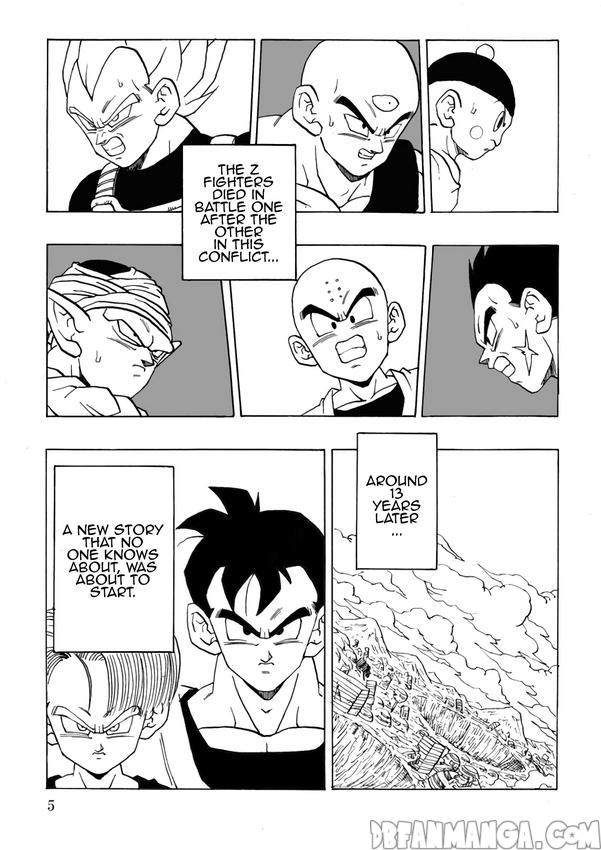 THE Z
FIGHTERS
DIED IN
BATTLE ONE
AFTER THE
OTHER
IN THIS
CONFLICT...
AROUND
13
YEARS
LATER
...
A NEW STORY
THAT NO
ONE KNOWS
ABOUT, WAS
ABOUT TO
START.
5
DBFANMANGA.COM